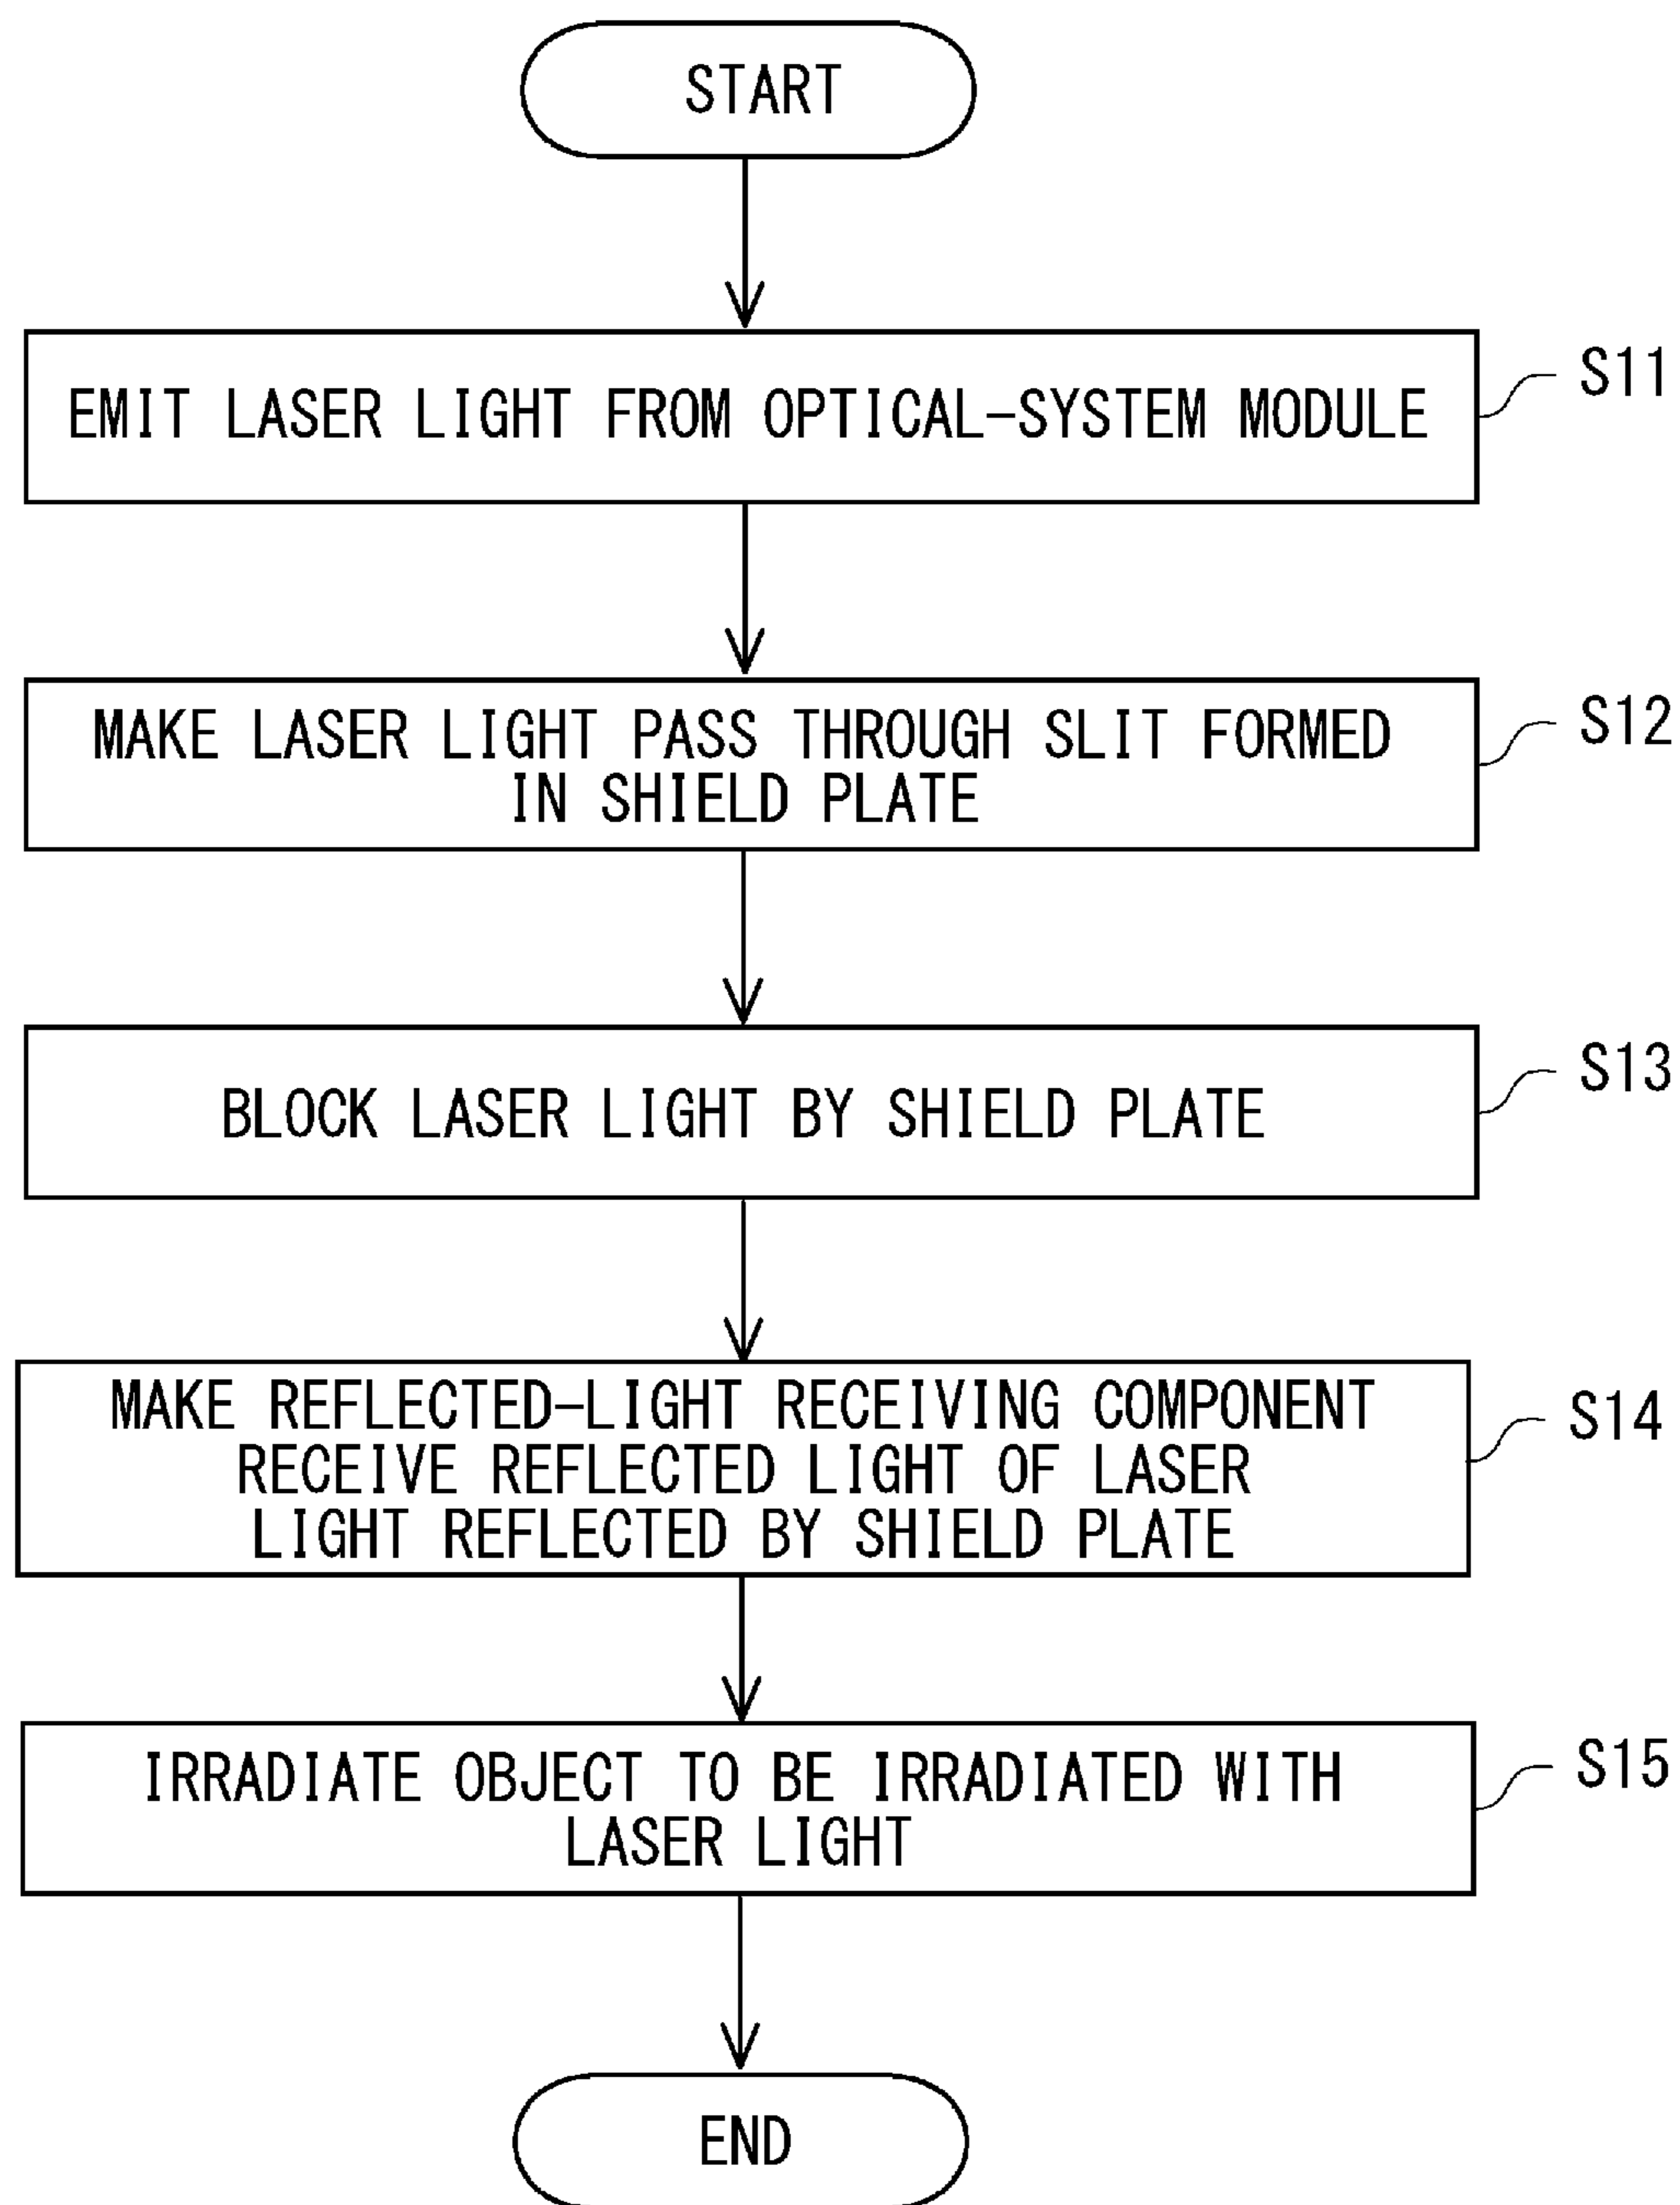 START
EMIT LASER LIGHT FROM OPTICAL-SYSTEM MODULE
S11
MAKE LASER LIGHT PASS THROUGH SLIT FORMED
IN SHIELD PLATE
S12
BLOCK LASER LIGHT BY SHIELD PLATE
S13
MAKE REFLECTED-LIGHT RECEIVING COMPONENT
RECEIVE REFLECTED LIGHT OF LASER
LIGHT REFLECTED BY SHIELD PLATE
S14
IRRADIATE OBJECT TO BE IRRADIATED WITH
LASER LIGHT
S15
END